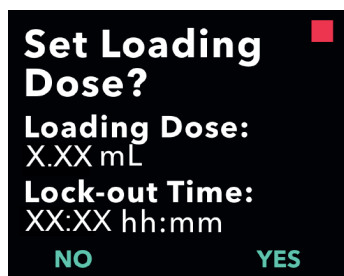 Set Loading
Dose?
Loading Dose:
X.XX mL
Lock-out Time:
XX:XX hh:mm
NO YES